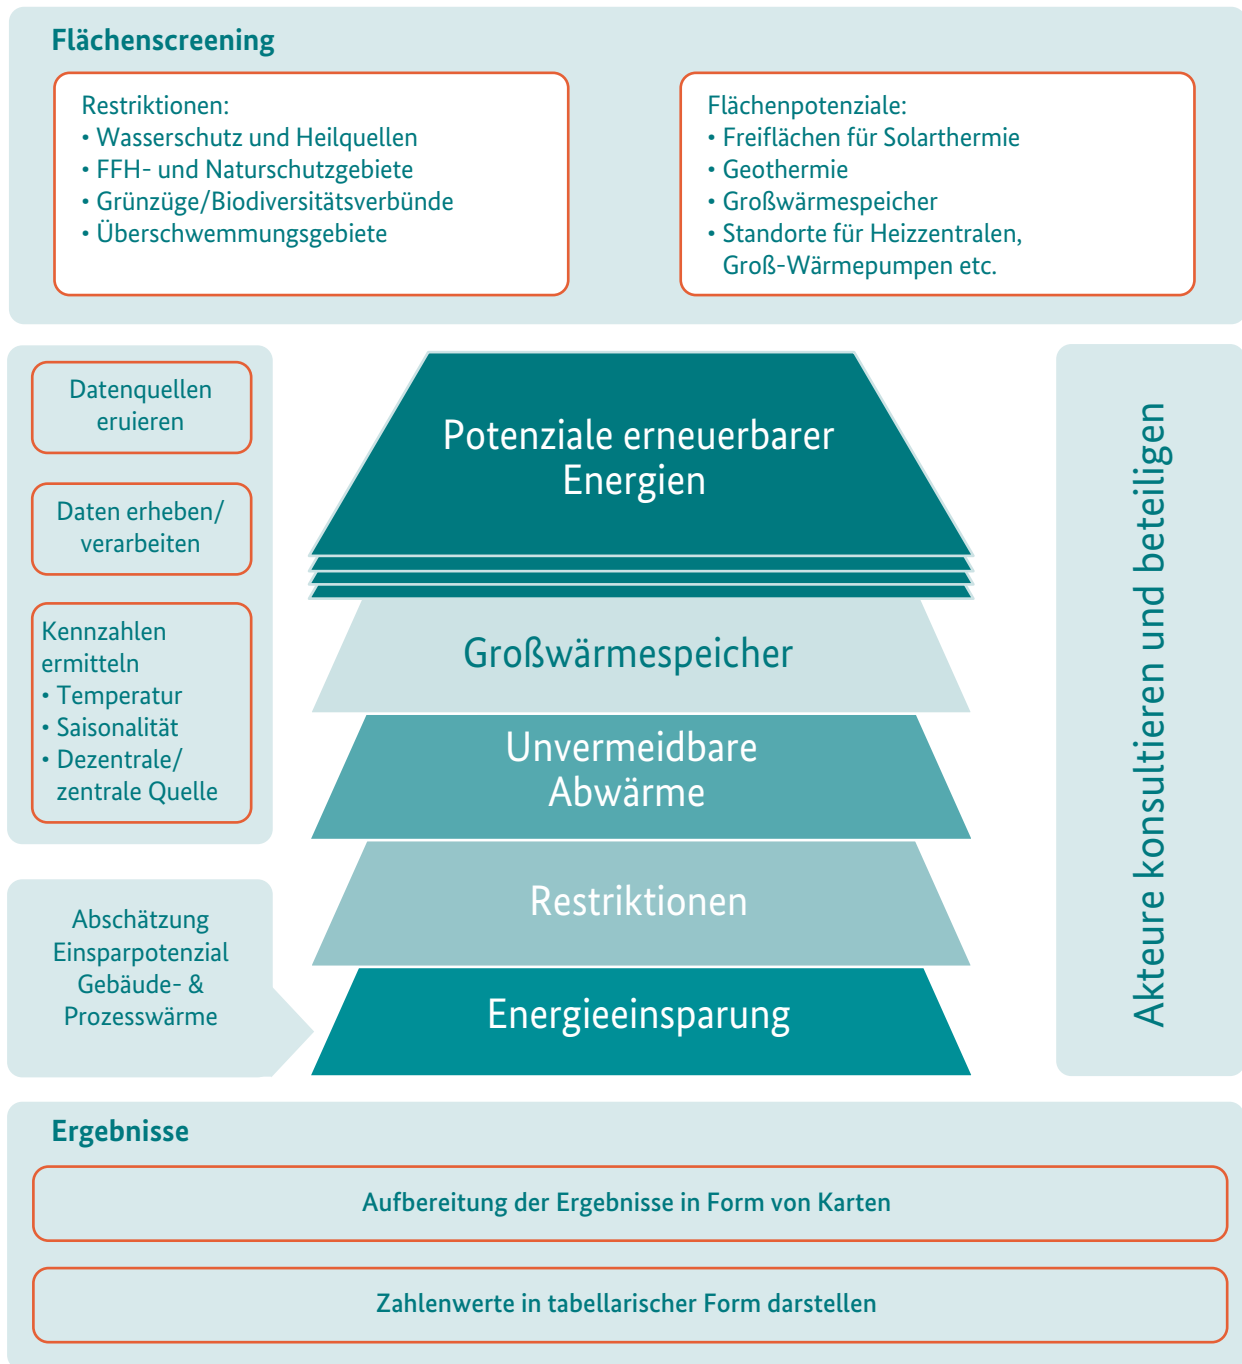 Flächenscreening
Restriktionen:
• Wasserschutz und Heilquellen
• FFH- und Naturschutzgebiete
• Grünzüge/Biodiversitätsverbünde
• Überschwemmungsgebiete
Flächenpotenziale:
• Freiflächen für Solarthermie
• Geothermie
• Großwärmespeicher
• Standorte für Heizzentralen,
Groß-Wärmepumpen etc.
Datenquellen
eruieren
Daten erheben/
verarbeiten
Kennzahlen
ermitteln
• Temperatur
• Saisonalität
• Dezentrale/
zentrale Quelle
Abschätzung
Einsparpotenzial
Gebäude- &
Prozesswärme
Potenziale erneuerbarer
Energien
Großwärmespeicher
Unvermeidbare
Abwärme
Restriktionen
Energieeinsparung
Akteure konsultieren und beteiligen
Ergebnisse
Aufbereitung der Ergebnisse in Form von Karten
Zahlenwerte in tabellarischer Form darstellen